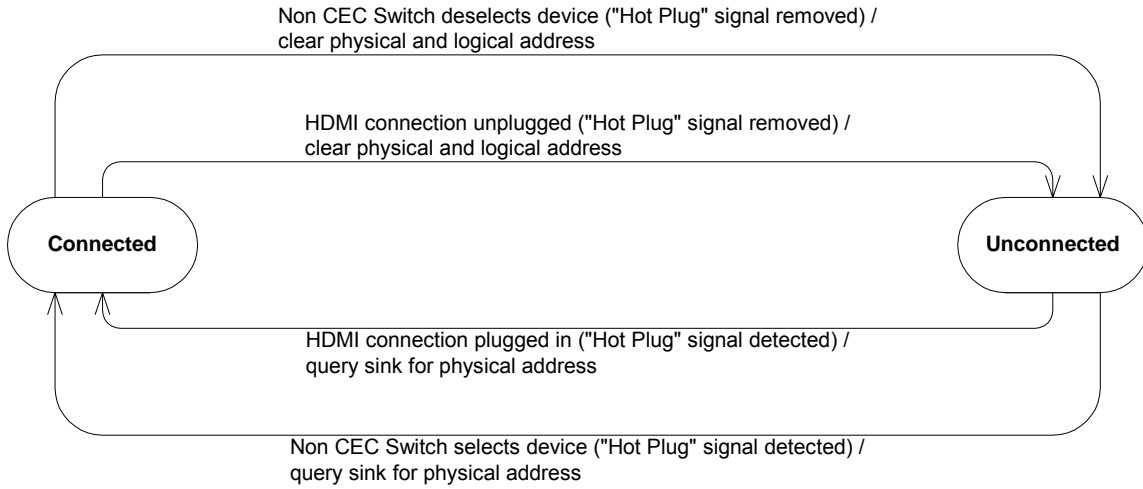 Non CEC Switch deselects device ("Hot Plug" signal removed) /
clear physical and logical address
HDMI connection unplugged ("Hot Plug" signal removed) /
clear physical and logical address
Connected
Unconnected
HDMI connection plugged in ("Hot Plug" signal detected) /
query sink for physical address
Non CEC Switch selects device ("Hot Plug" signal detected) /
query sink for physical address